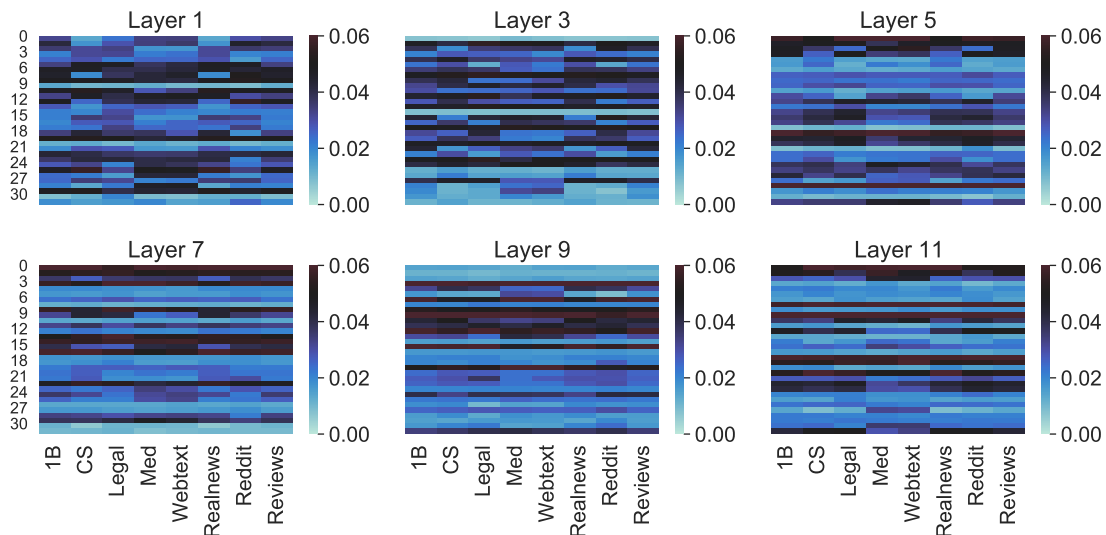 Layer 1
Layer 3
Layer 5
0
3
6
9
12
15
18
21
24
27
30
0.06
0.04
0.02
0.00
0.06
0.04
0.02
0.00
0.06
0.04
0.02
0.00
Layer 7
Layer 9
Layer 11
0
3
6
9
12
15
18
21
24
27
30
0.06
0.04
0.02
0.00
0.06
0.04
0.02
0.00
0.06
0.04
0.02
0.00
1B
CS
Legal
Med
Webtext
Realnews
Reddit
Reviews
1B
CS
Legal
Med
Webtext
Realnews
Reddit
Reviews
1B
CS
Legal
Med
Webtext
Realnews
Reddit
Reviews